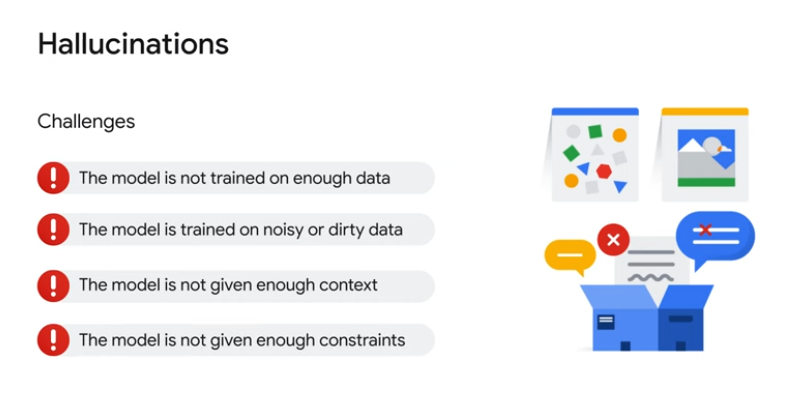 Hallucinations
Challenges
The model is not trained on enough data
The model is trained on noisy or dirty data
The model is not given enough context
The model is not given enough constraints